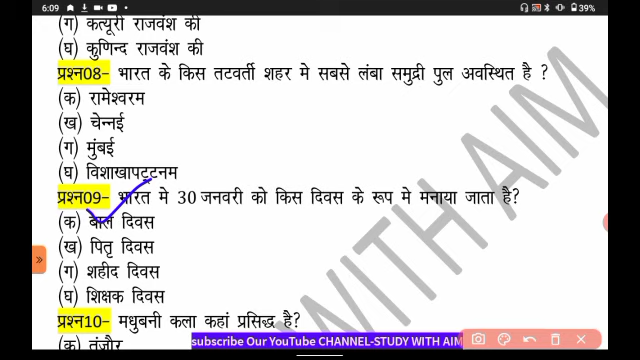 6:09
39%
(ग) कत्यूरी राजवंश की
(घ) कुणिन्द राजवंश की
प्रश्न08- भारत के किस तटवर्ती शहर मे सबसे लंबा समुद्री पुल अवस्थित है ?
(क) रामेश्वरम
(ख) चेन्नई
(ग) मुंबई
(घ) विशाखापट्टनम
प्रश्न09- भारत मे 30 जनवरी को किस दिवस के रूप मे मनाया जाता है?
(क) बाल दिवस
(ख) पितृ दिवस
(ग) शहीद दिवस
(घ) शिक्षक दिवस
प्रश्न10- मधुबनी कला कहां प्रसिद्ध है?
(क) तंजौर
WITH AIM
subscribe Our YouTube CHANNEL-STUDY WITH AIM